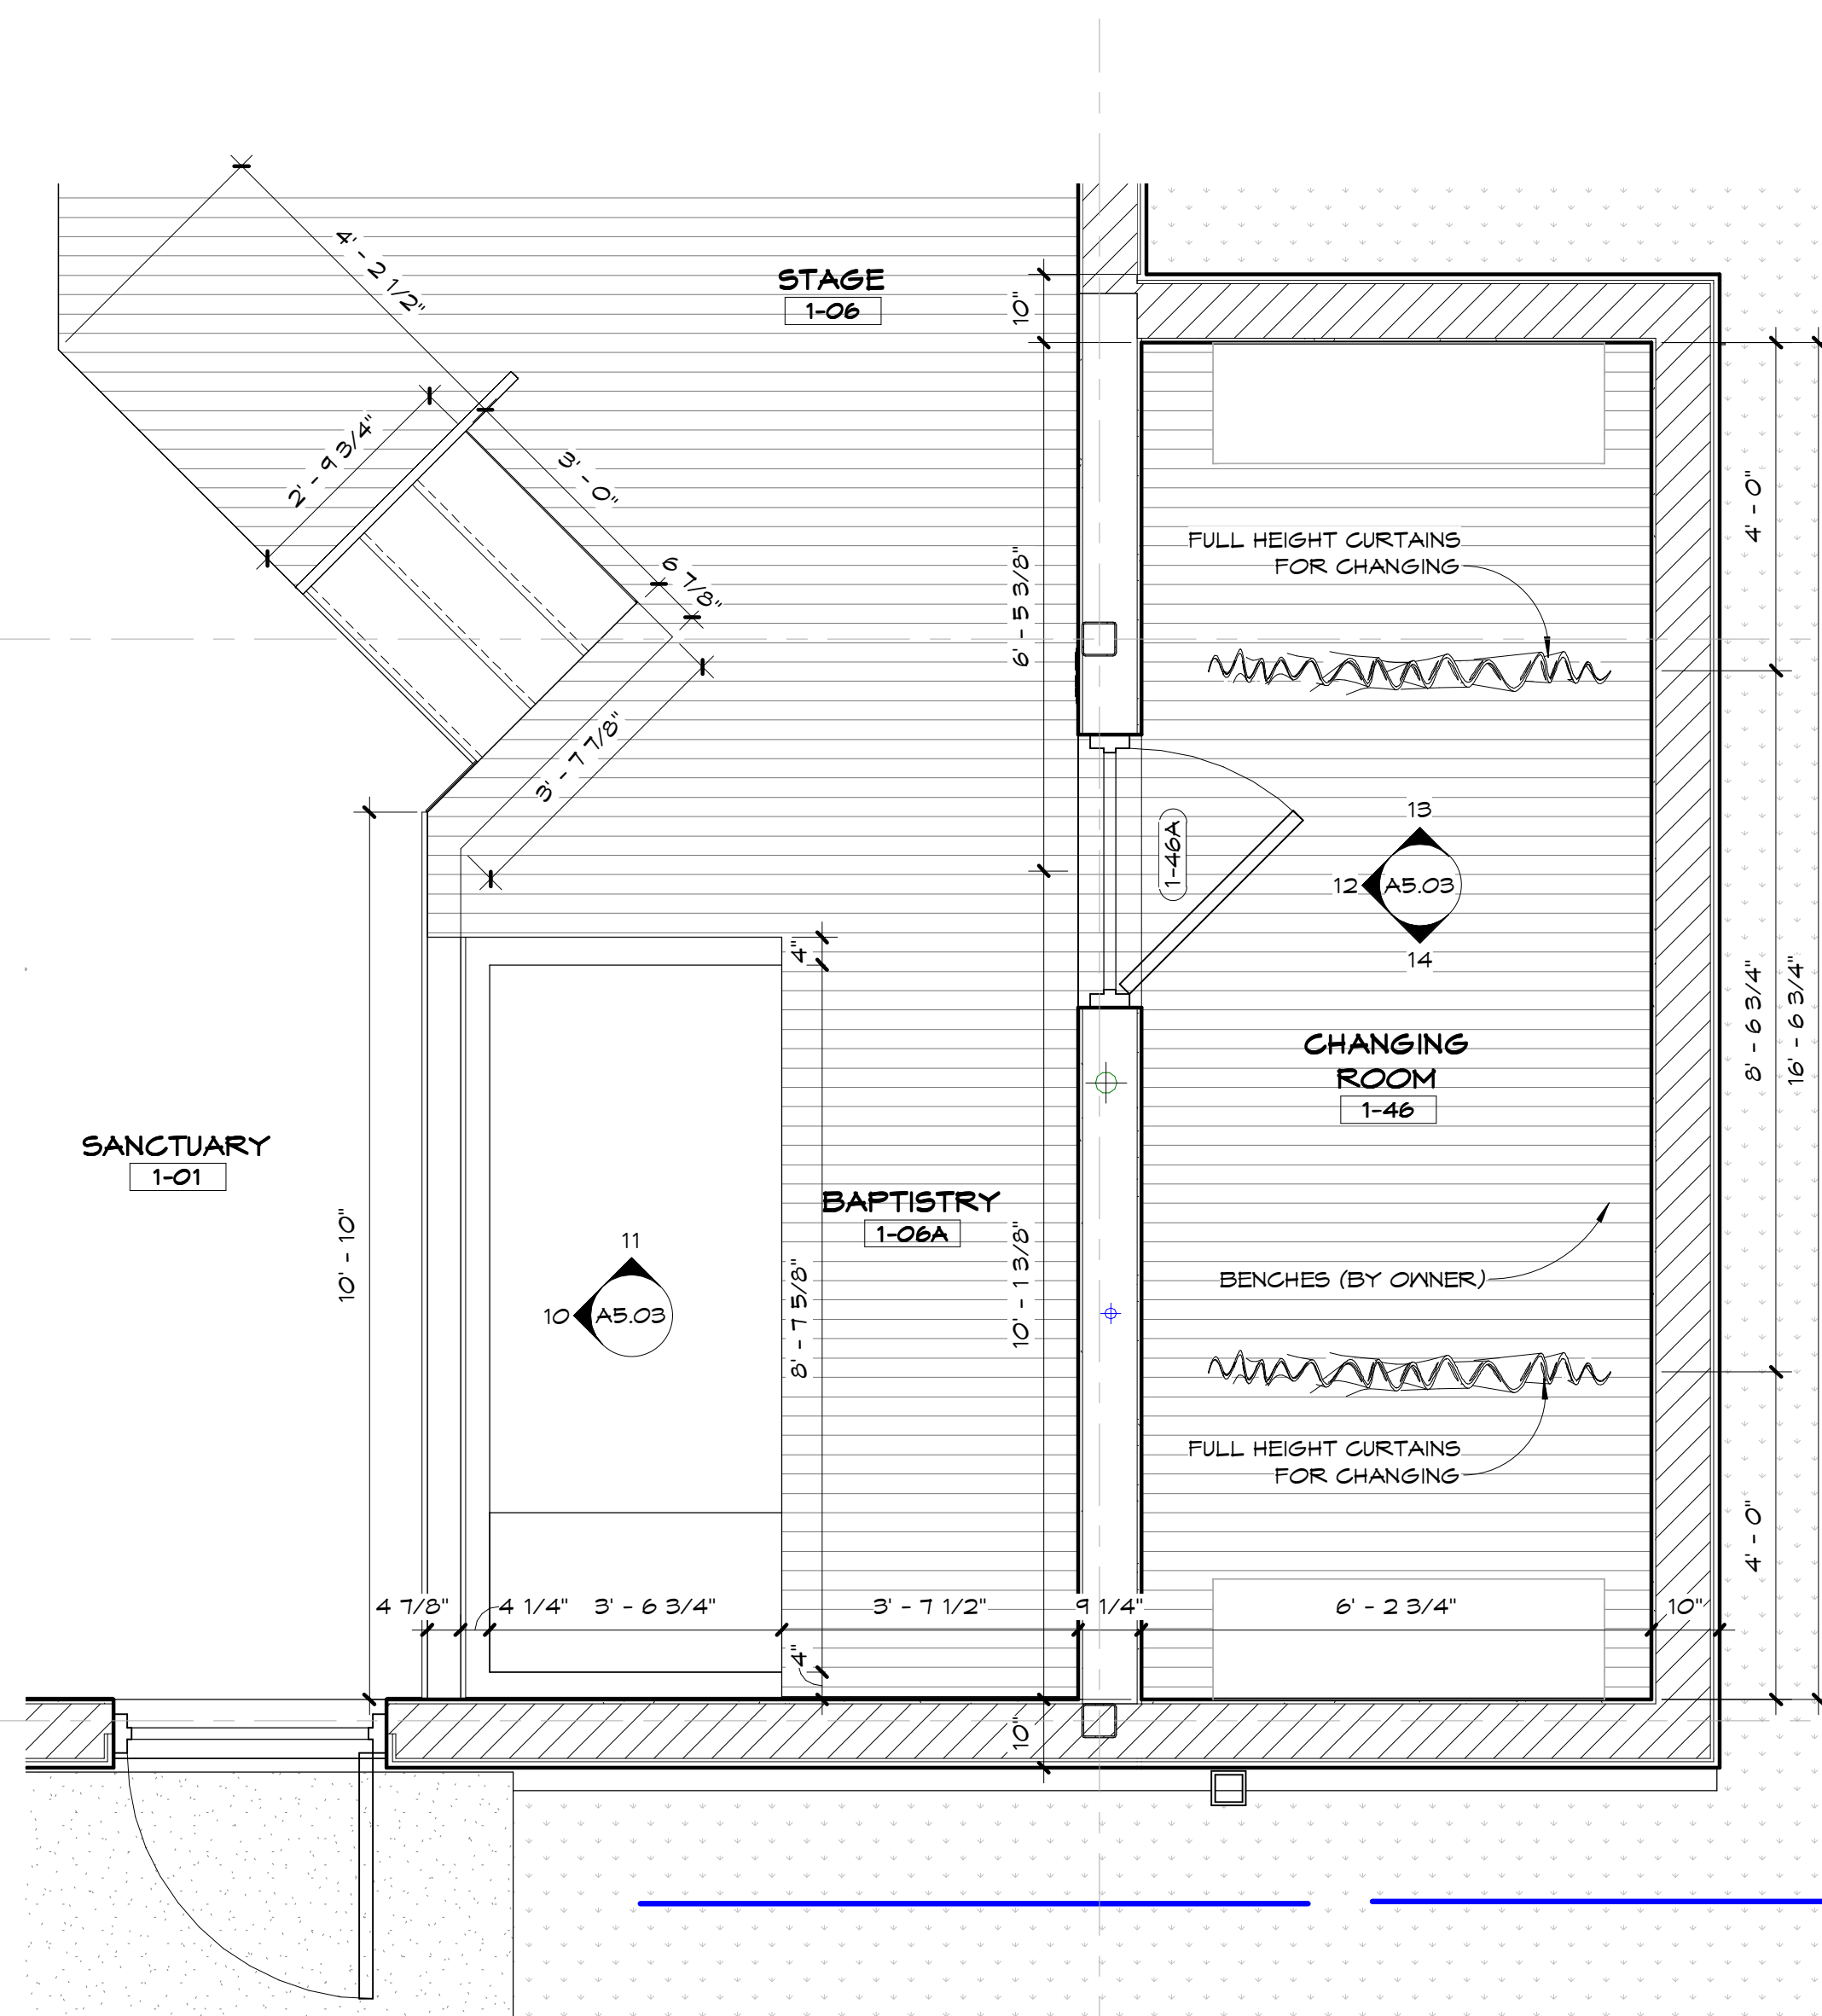 4' - 2 1/2"
STAGE
1-06
10"
2' - 9 3/4"
3' - 0"
4' - 0"
FULL HEIGHT CURTAINS
FOR CHANGING
6' - 5 3/8"
6 7/8"
3' - 7 7/8"
1-46A
13
12
A5.03
14
4"
8' - 6 3/4"
16' - 6 3/4"
CHANGING
ROOM
1-46
SANCTUARY
1-01
BAPTISTRY
1-06A
10' - 10"
11
10
A5.03
8' - 7 5/8"
10' - 1 3/8"
BENCHES (BY OWNER)
FULL HEIGHT CURTAINS
FOR CHANGING
4' - 0"
4 7/8"
4 1/4"
3' - 6 3/4"
3' - 7 1/2"
9 1/4"
6' - 2 3/4"
10"
4"
10"